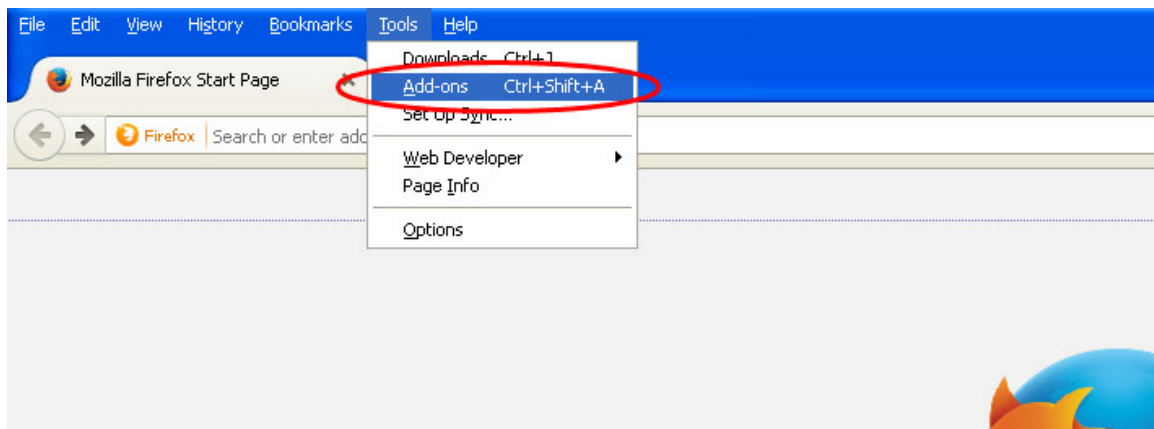 File Edit View History Bookmarks Tools Help
Mozilla Firefox Start Page
Downloads Ctrl+J
Add-ons Ctrl+Shift+A
Set Up Sync...
Firefox Search or enter add
Web Developer
Page Info
Options